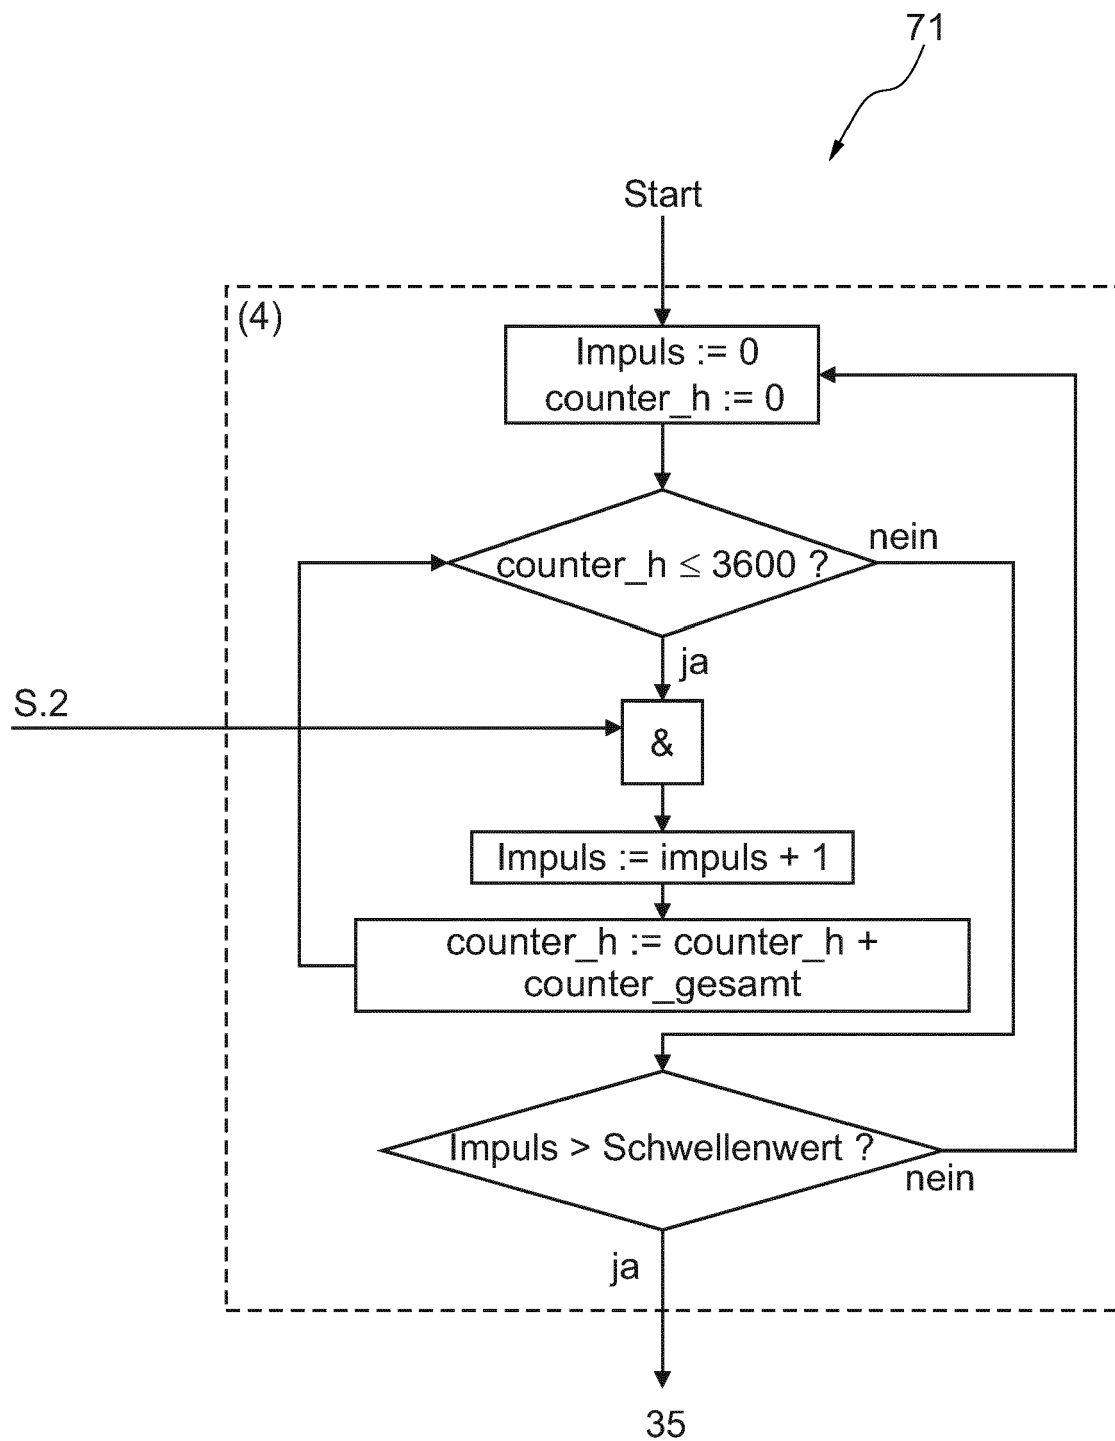 71
Start
(4)
Impuls := 0
counter_h := 0
counter_h ≤ 3600 ?
nein
ja
S.2
&
Impuls := impuls + 1
counter_h := counter_h +
counter_gesamt
Impuls > Schwellenwert ?
nein
ja
35